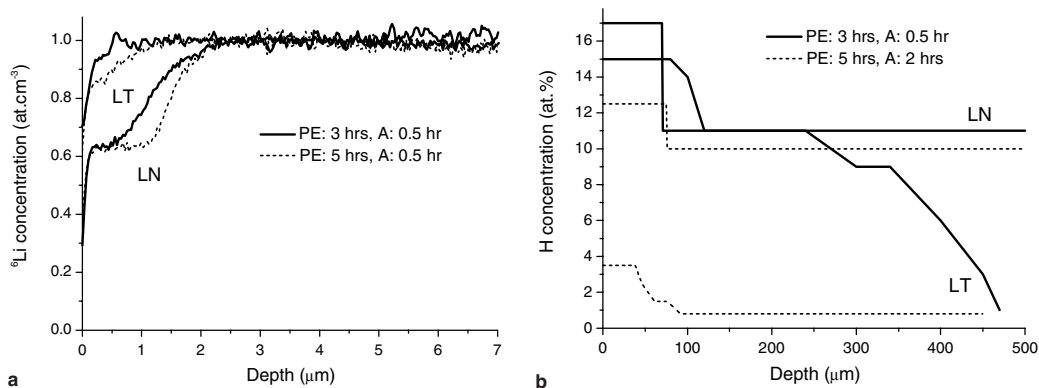 1.0
0.8
0.6
0.4
0.2
0.0
⁶Li concentration (at.cm⁻³)
LT
LN
PE: 3 hrs, A: 0.5 hr
PE: 5 hrs, A: 0.5 hr
0 1 2 3 4 5 6 7
Depth (μm)
a
16
14
12
10
8
6
4
2
0
H concentration (at.%)
PE: 3 hrs, A: 0.5 hr
PE: 5 hrs, A: 2 hrs
LN
LT
0 100 200 300 400 500
Depth (μm)
b